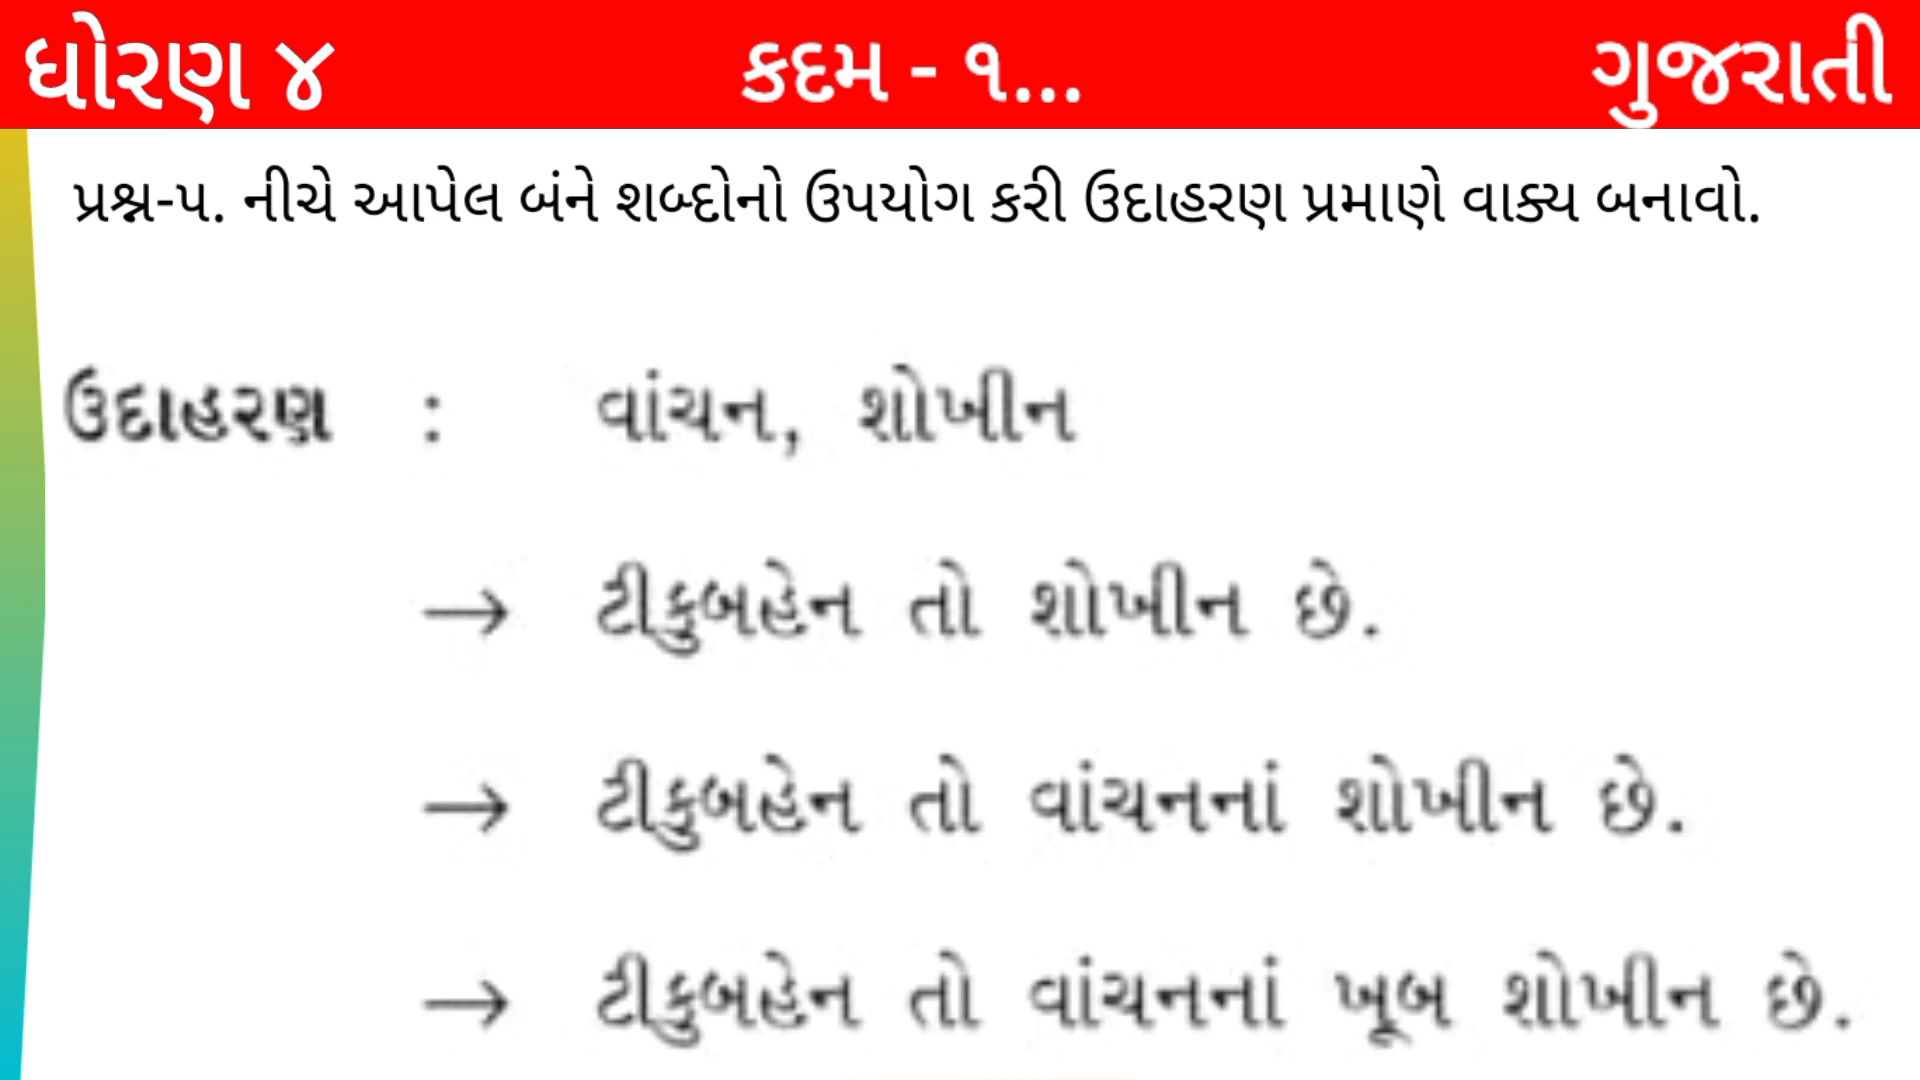 ધોરણ ૪ કદમ - ૧... ગુજરાતી
પ્રશ્ન-૫. નીચે આપેલ બંને શબ્દોનો ઉપયોગ કરી ઉદાહરણ પ્રમાણે વાક્ય બનાવો.
ઉદાહરણ : વાંચન, શોખીન
→ ટીકુબહેન તો શોખીન છે.
→ ટીકુબહેન તો વાંચનનાં શોખીન છે.
→ ટીકુબહેન તો વાંચનનાં ખૂબ શોખીન છે.